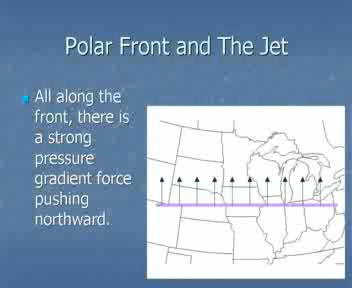 Polar Front and The Jet
All along the
front, there is
a strong
pressure
gradient force
pushing
northward.